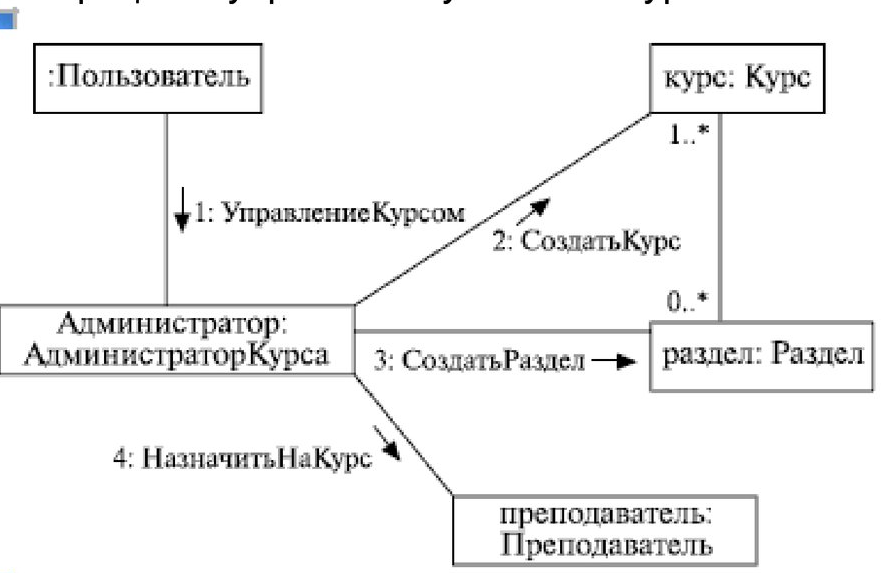 :Пользователь
курс: Курс
1..*
1: УправлениеКурсом
2: СоздатьКурс
0..*
Администратор:
АдминистраторКурса
3: СоздатьРаздел
раздел: Раздел
4: НазначитьНаКурс
преподаватель:
Преподаватель